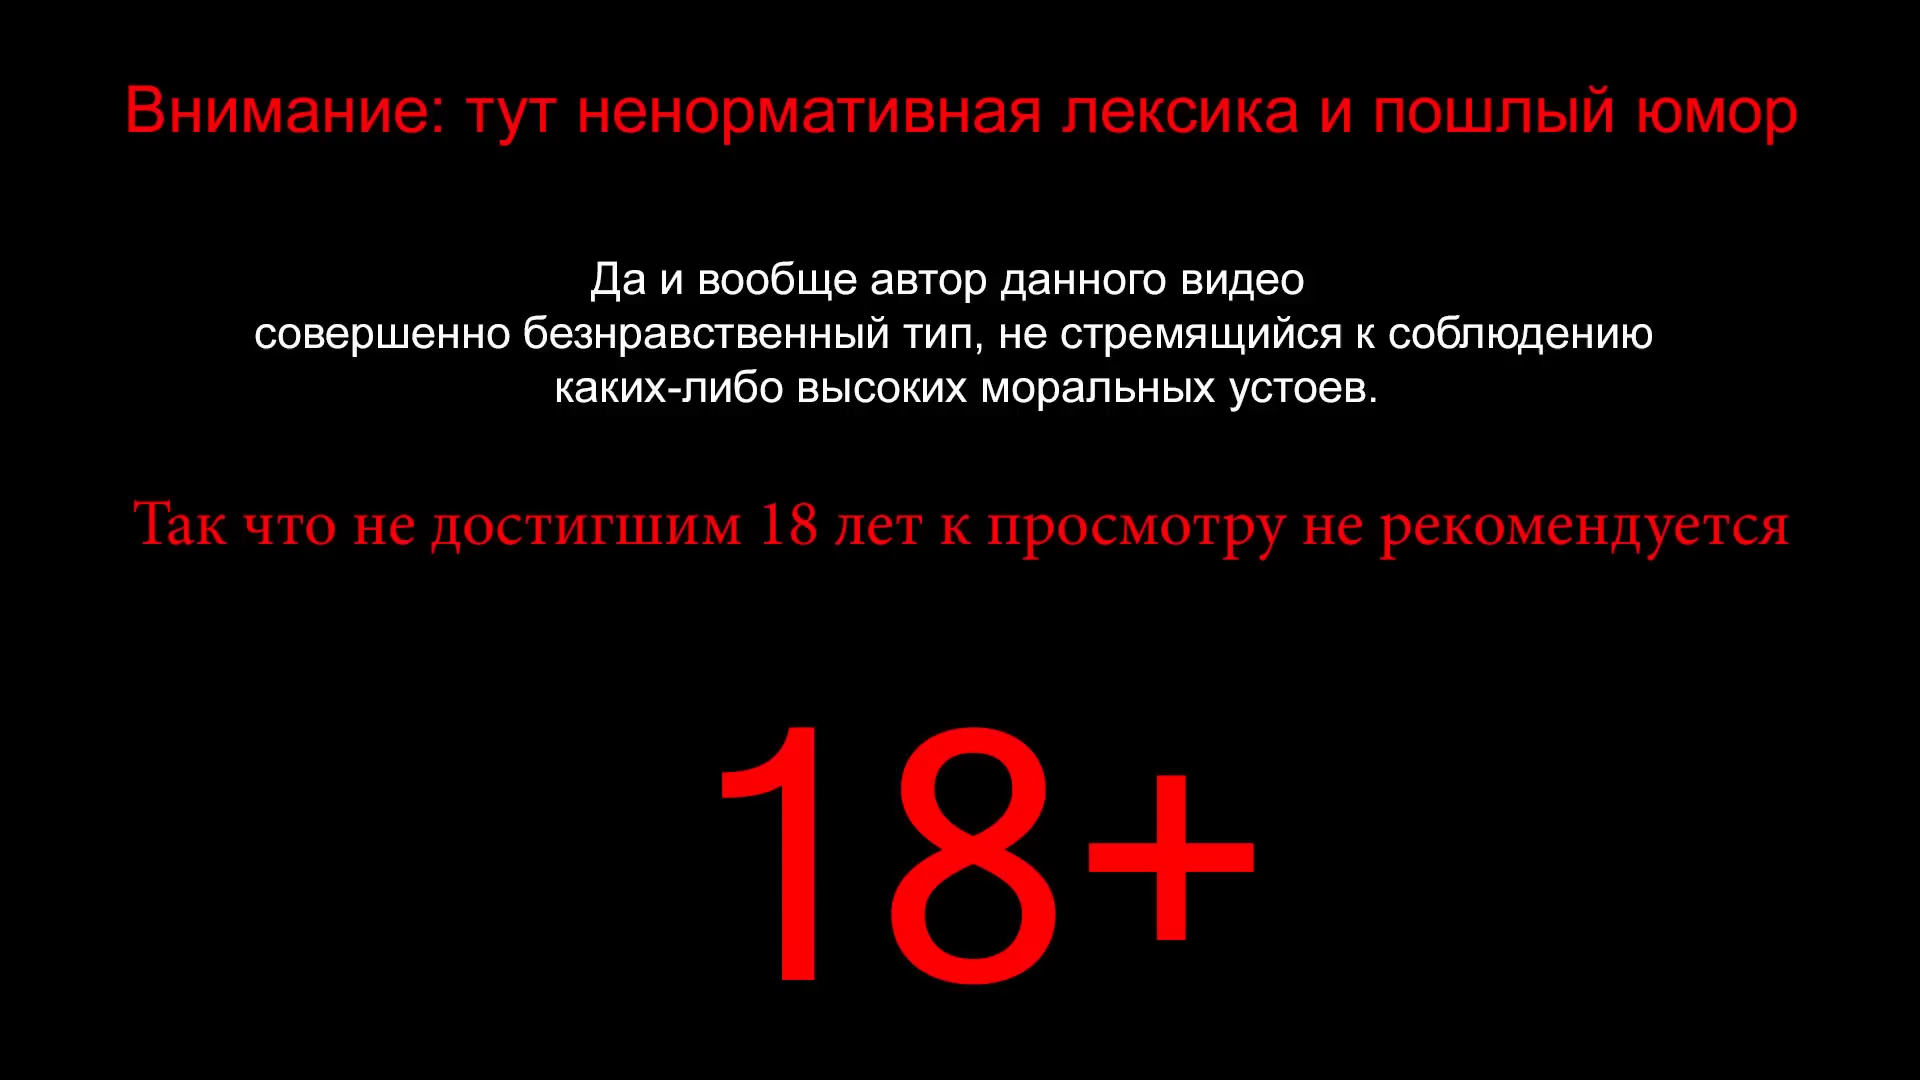 Внимание: тут ненормативная лексика и пошлый юмор
Да и вообще автор данного видео
совершенно безнравственный тип, не стремящийся к соблюдению
каких-либо высоких моральных устоев.
Так что не достигшим 18 лет к просмотру не рекомендуется
18+